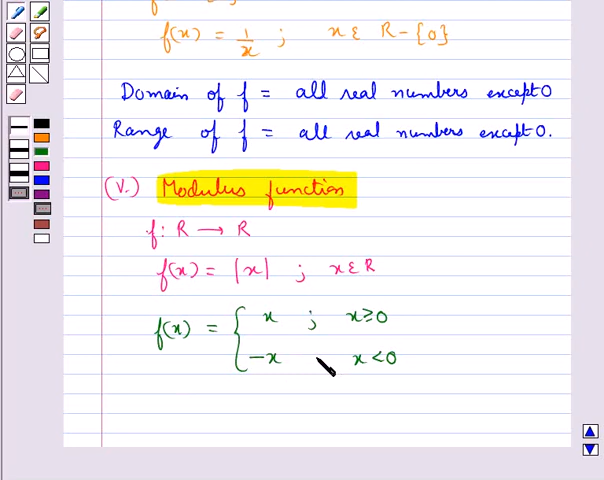 f(x) = 1/x ; x ε R - {0}
Domain of f = all real numbers except 0
Range of f = all real numbers except 0.
(V.) Modulus function
f: R → R
f(x) = |x| ; x ε R
f(x) = { x ; x ≥ 0
-x x < 0